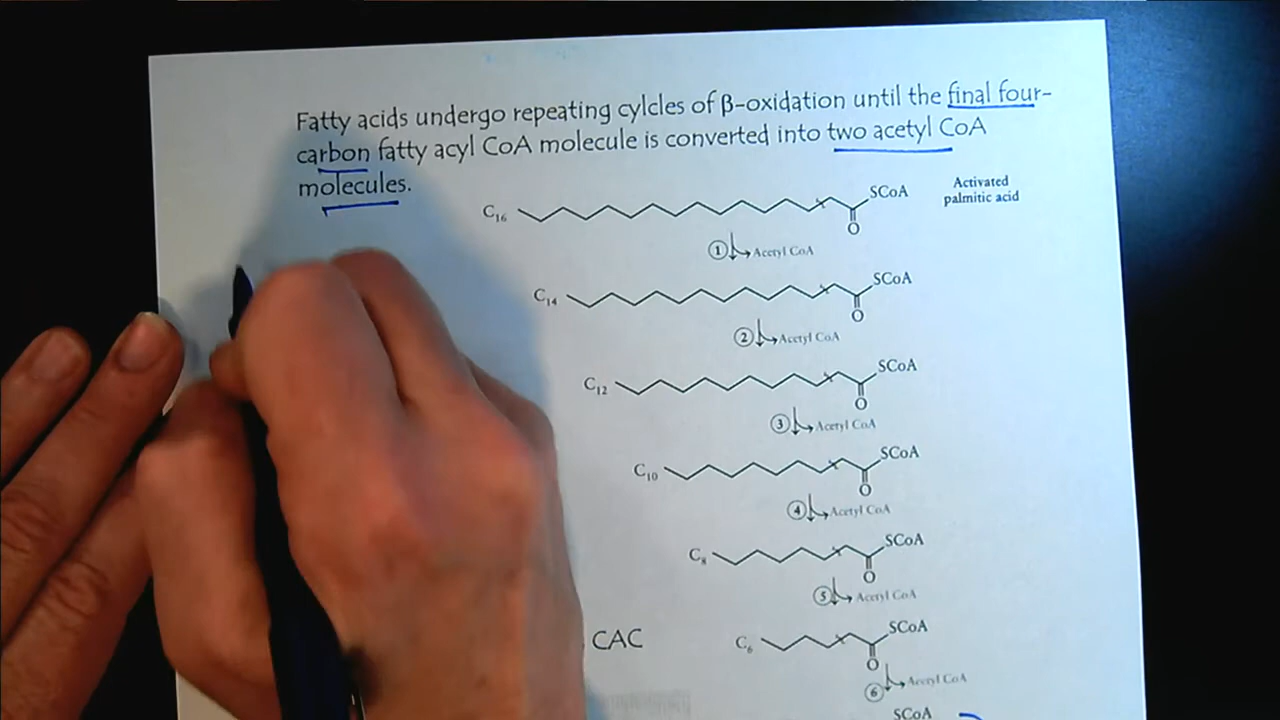 Fatty acids undergo repeating cylcles of β-oxidation until the final four-
carbon fatty acyl CoA molecule is converted into two acetyl CoA
molecules.
C₁₆ SCoA O
Activated
palmitic acid
① Acetyl CoA
C₁₄ SCoA O
② Acetyl CoA
C₁₂ SCoA O
③ Acetyl CoA
C₁₀ SCoA O
④ Acetyl CoA
C₈ SCoA O
⑤ Acetyl CoA
CAC
C₆ SCoA O
⑥ Acetyl CoA
SCoA